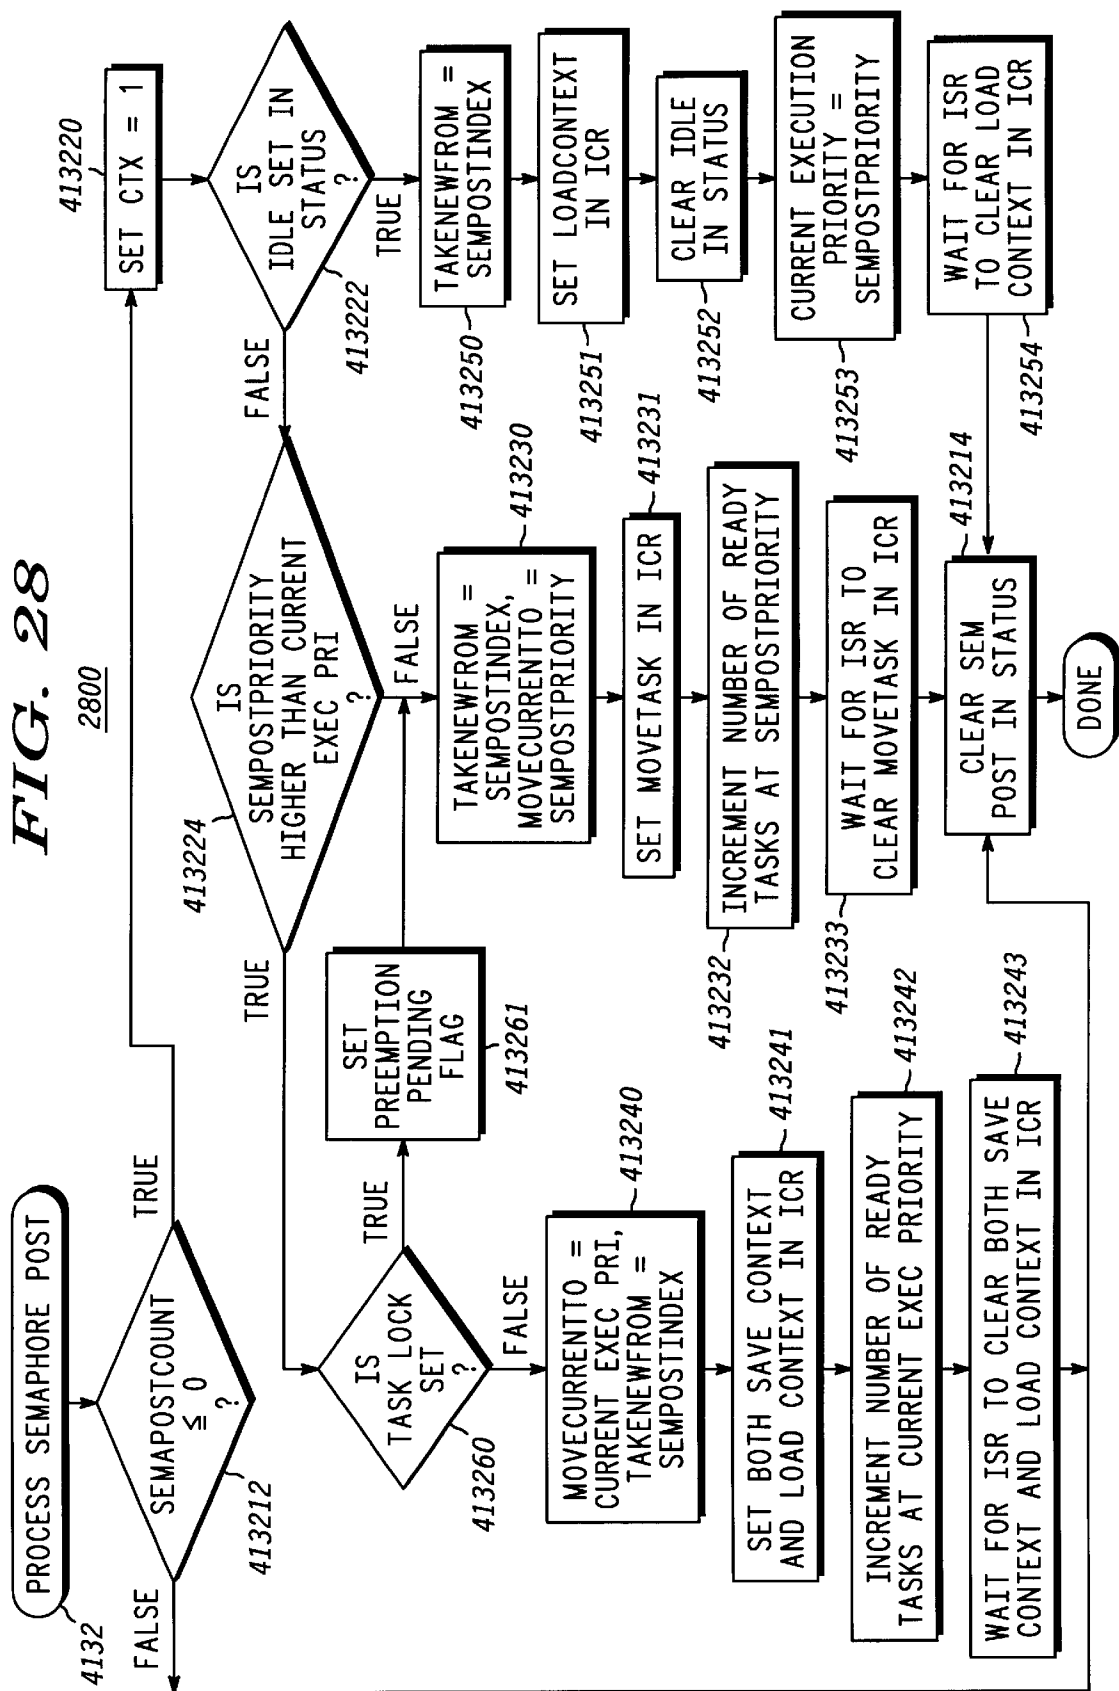 FIG. 28
2800
PROCESS SEMAPHORE POST
4132
SEMAPOSTCOUNT
≦ 0
?
413212
FALSE
TRUE
SET CTX = 1
413220
IS
IDLE SET IN
STATUS
?
413222
FALSE
TRUE
IS
SEMPOSTPRIORITY
HIGHER THAN CURRENT
EXEC PRI
?
413224
TRUE
FALSE
IS
TASK LOCK
SET
?
413260
TRUE
FALSE
SET
PREEMPTION
PENDING
FLAG
413261
MOVECURRENTTO =
CURRENT EXEC PRI,
TAKENEWFROM =
SEMPOSTINDEX
413240
SET BOTH SAVE CONTEXT
AND LOAD CONTEXT IN ICR
413241
INCREMENT NUMBER OF READY
TASKS AT CURRENT EXEC PRIORITY
413242
WAIT FOR ISR TO CLEAR BOTH SAVE
CONTEXT AND LOAD CONTEXT IN ICR
413243
TAKENEWFROM =
SEMPOSTINDEX,
MOVECURRENTTO =
SEMPOSTPRIORITY
413230
SET MOVETASK IN ICR
413231
INCREMENT NUMBER OF READY
TASKS AT SEMPOSTPRIORITY
413232
WAIT FOR ISR TO
CLEAR MOVETASK IN ICR
413233
TAKENEWFROM =
SEMPOSTINDEX
413250
SET LOADCONTEXT
IN ICR
413251
CLEAR IDLE
IN STATUS
413252
CURRENT EXECUTION
PRIORITY =
SEMPOSTPRIORITY
413253
WAIT FOR ISR
TO CLEAR LOAD
CONTEXT IN ICR
413254
CLEAR SEM
POST IN STATUS
413214
DONE